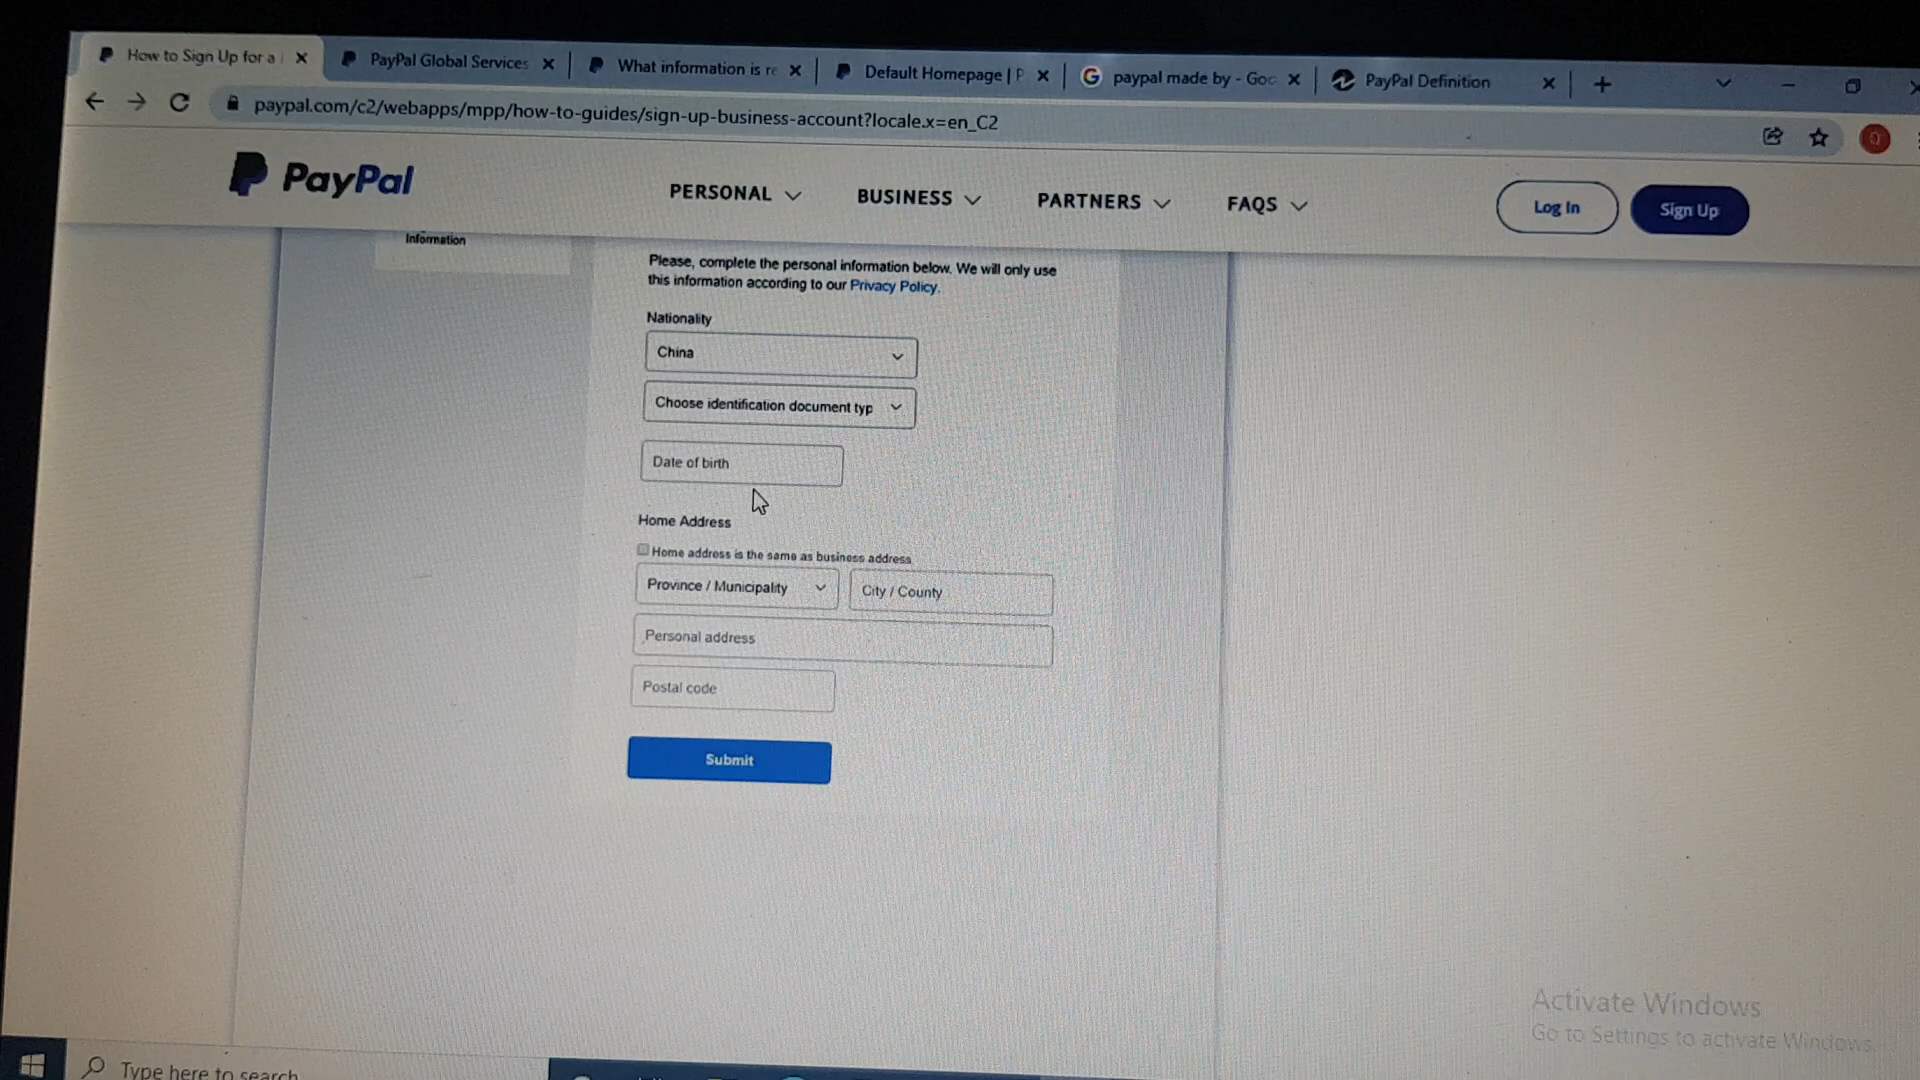 How to Sign Up for a
PayPal Global Services
What information is re
Default Homepage | P
paypal made by - Goo
PayPal Definition
paypal.com/c2/webapps/mpp/how-to-guides/sign-up-business-account?locale.x=en_C2
PayPal
PERSONAL
BUSINESS
PARTNERS
FAQS
Log In
Sign Up
Information
Please, complete the personal information below. We will only use
this information according to our Privacy Policy.
Nationality
China
Choose identification document typ
Date of birth
Home Address
Home address is the same as business address
Province / Municipality
City / County
Personal address
Postal code
Submit
Activate Windows
Go to Settings to activate Windows.
Type here to search